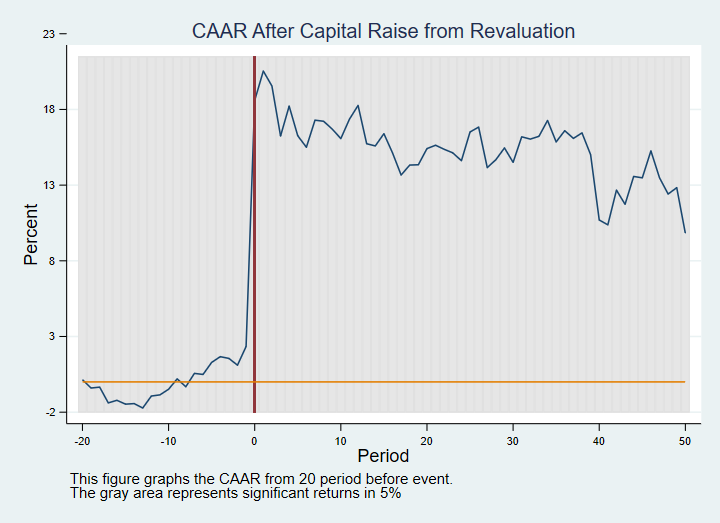 CAAR After Capital Raise from Revaluation
23
18
13
8
3
-2
Percent
-20 -10 0 10 20 30 40 50
Period
This figure graphs the CAAR from 20 period before event.
The gray area represents significant returns in 5%